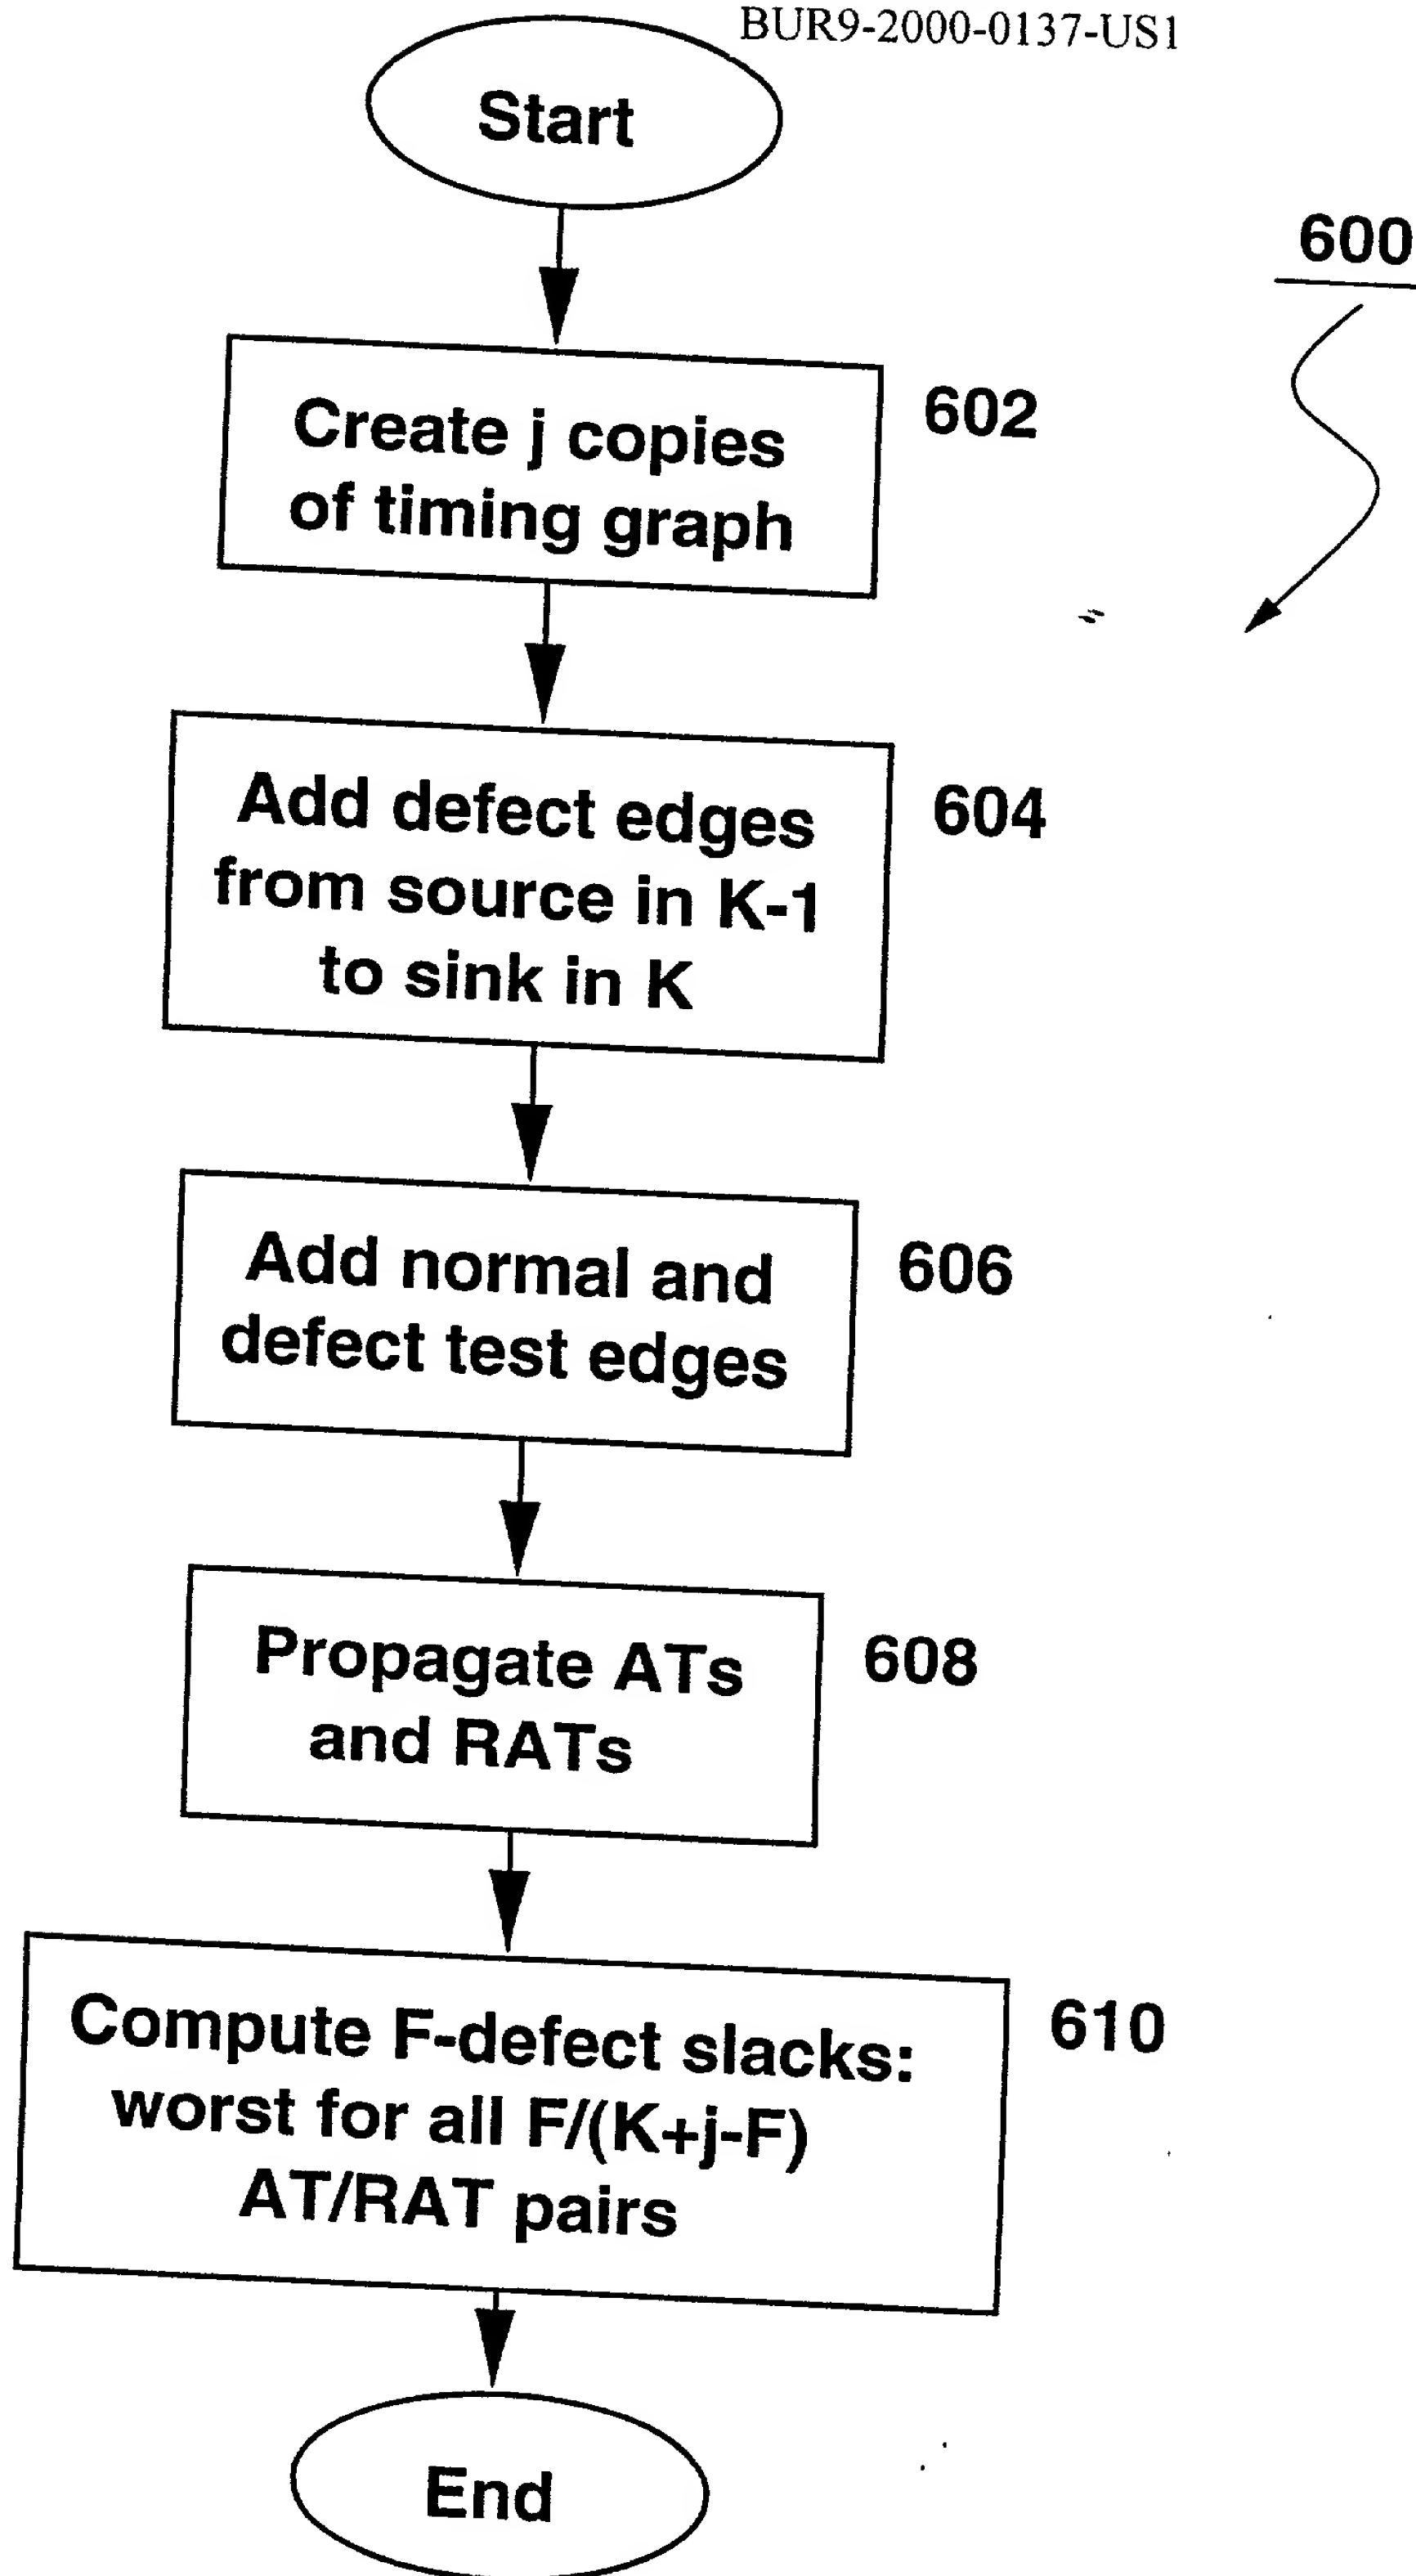 BUR9-2000-0137-US1
Start
600
Create j copies
of timing graph
602
Add defect edges
from source in K-1
to sink in K
604
Add normal and
defect test edges
606
Propagate ATs
and RATs
608
Compute F-defect slacks:
worst for all F/(K+j-F)
AT/RAT pairs
610
End